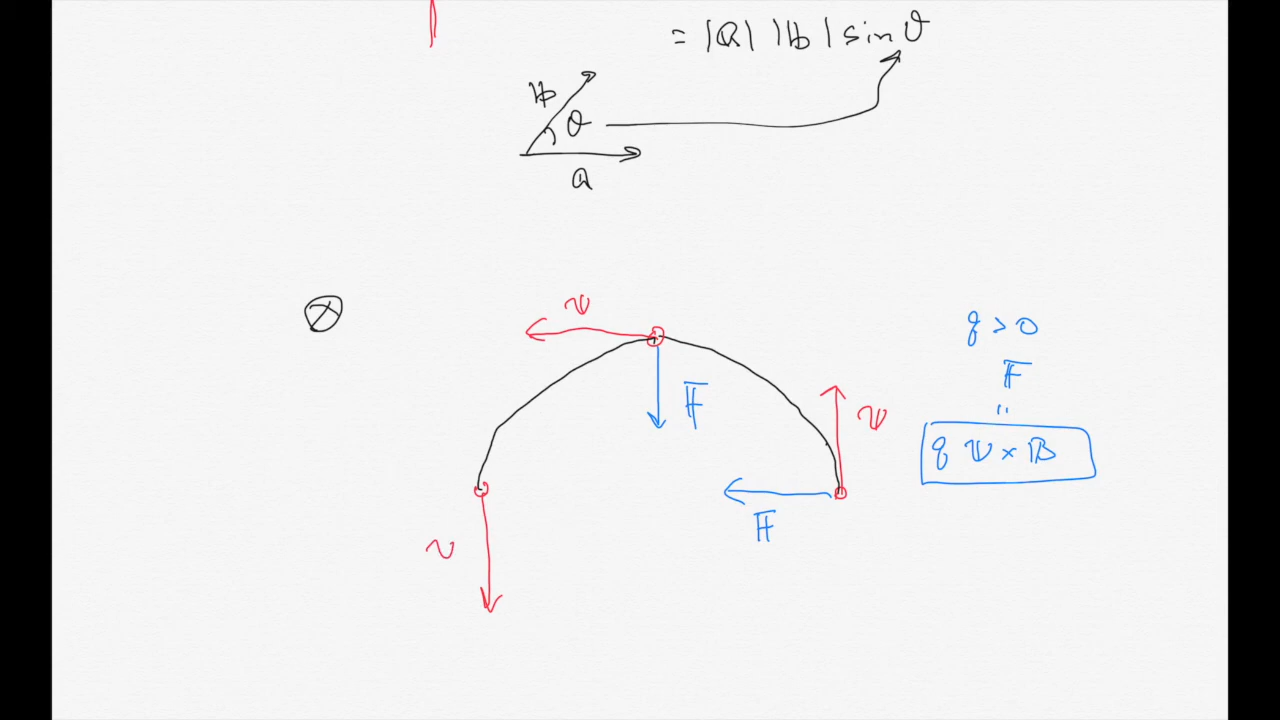 = |a| |b| sin θ
b
θ
a
⊗
v
q > 0
F
F
v
"
q v × B
F
v